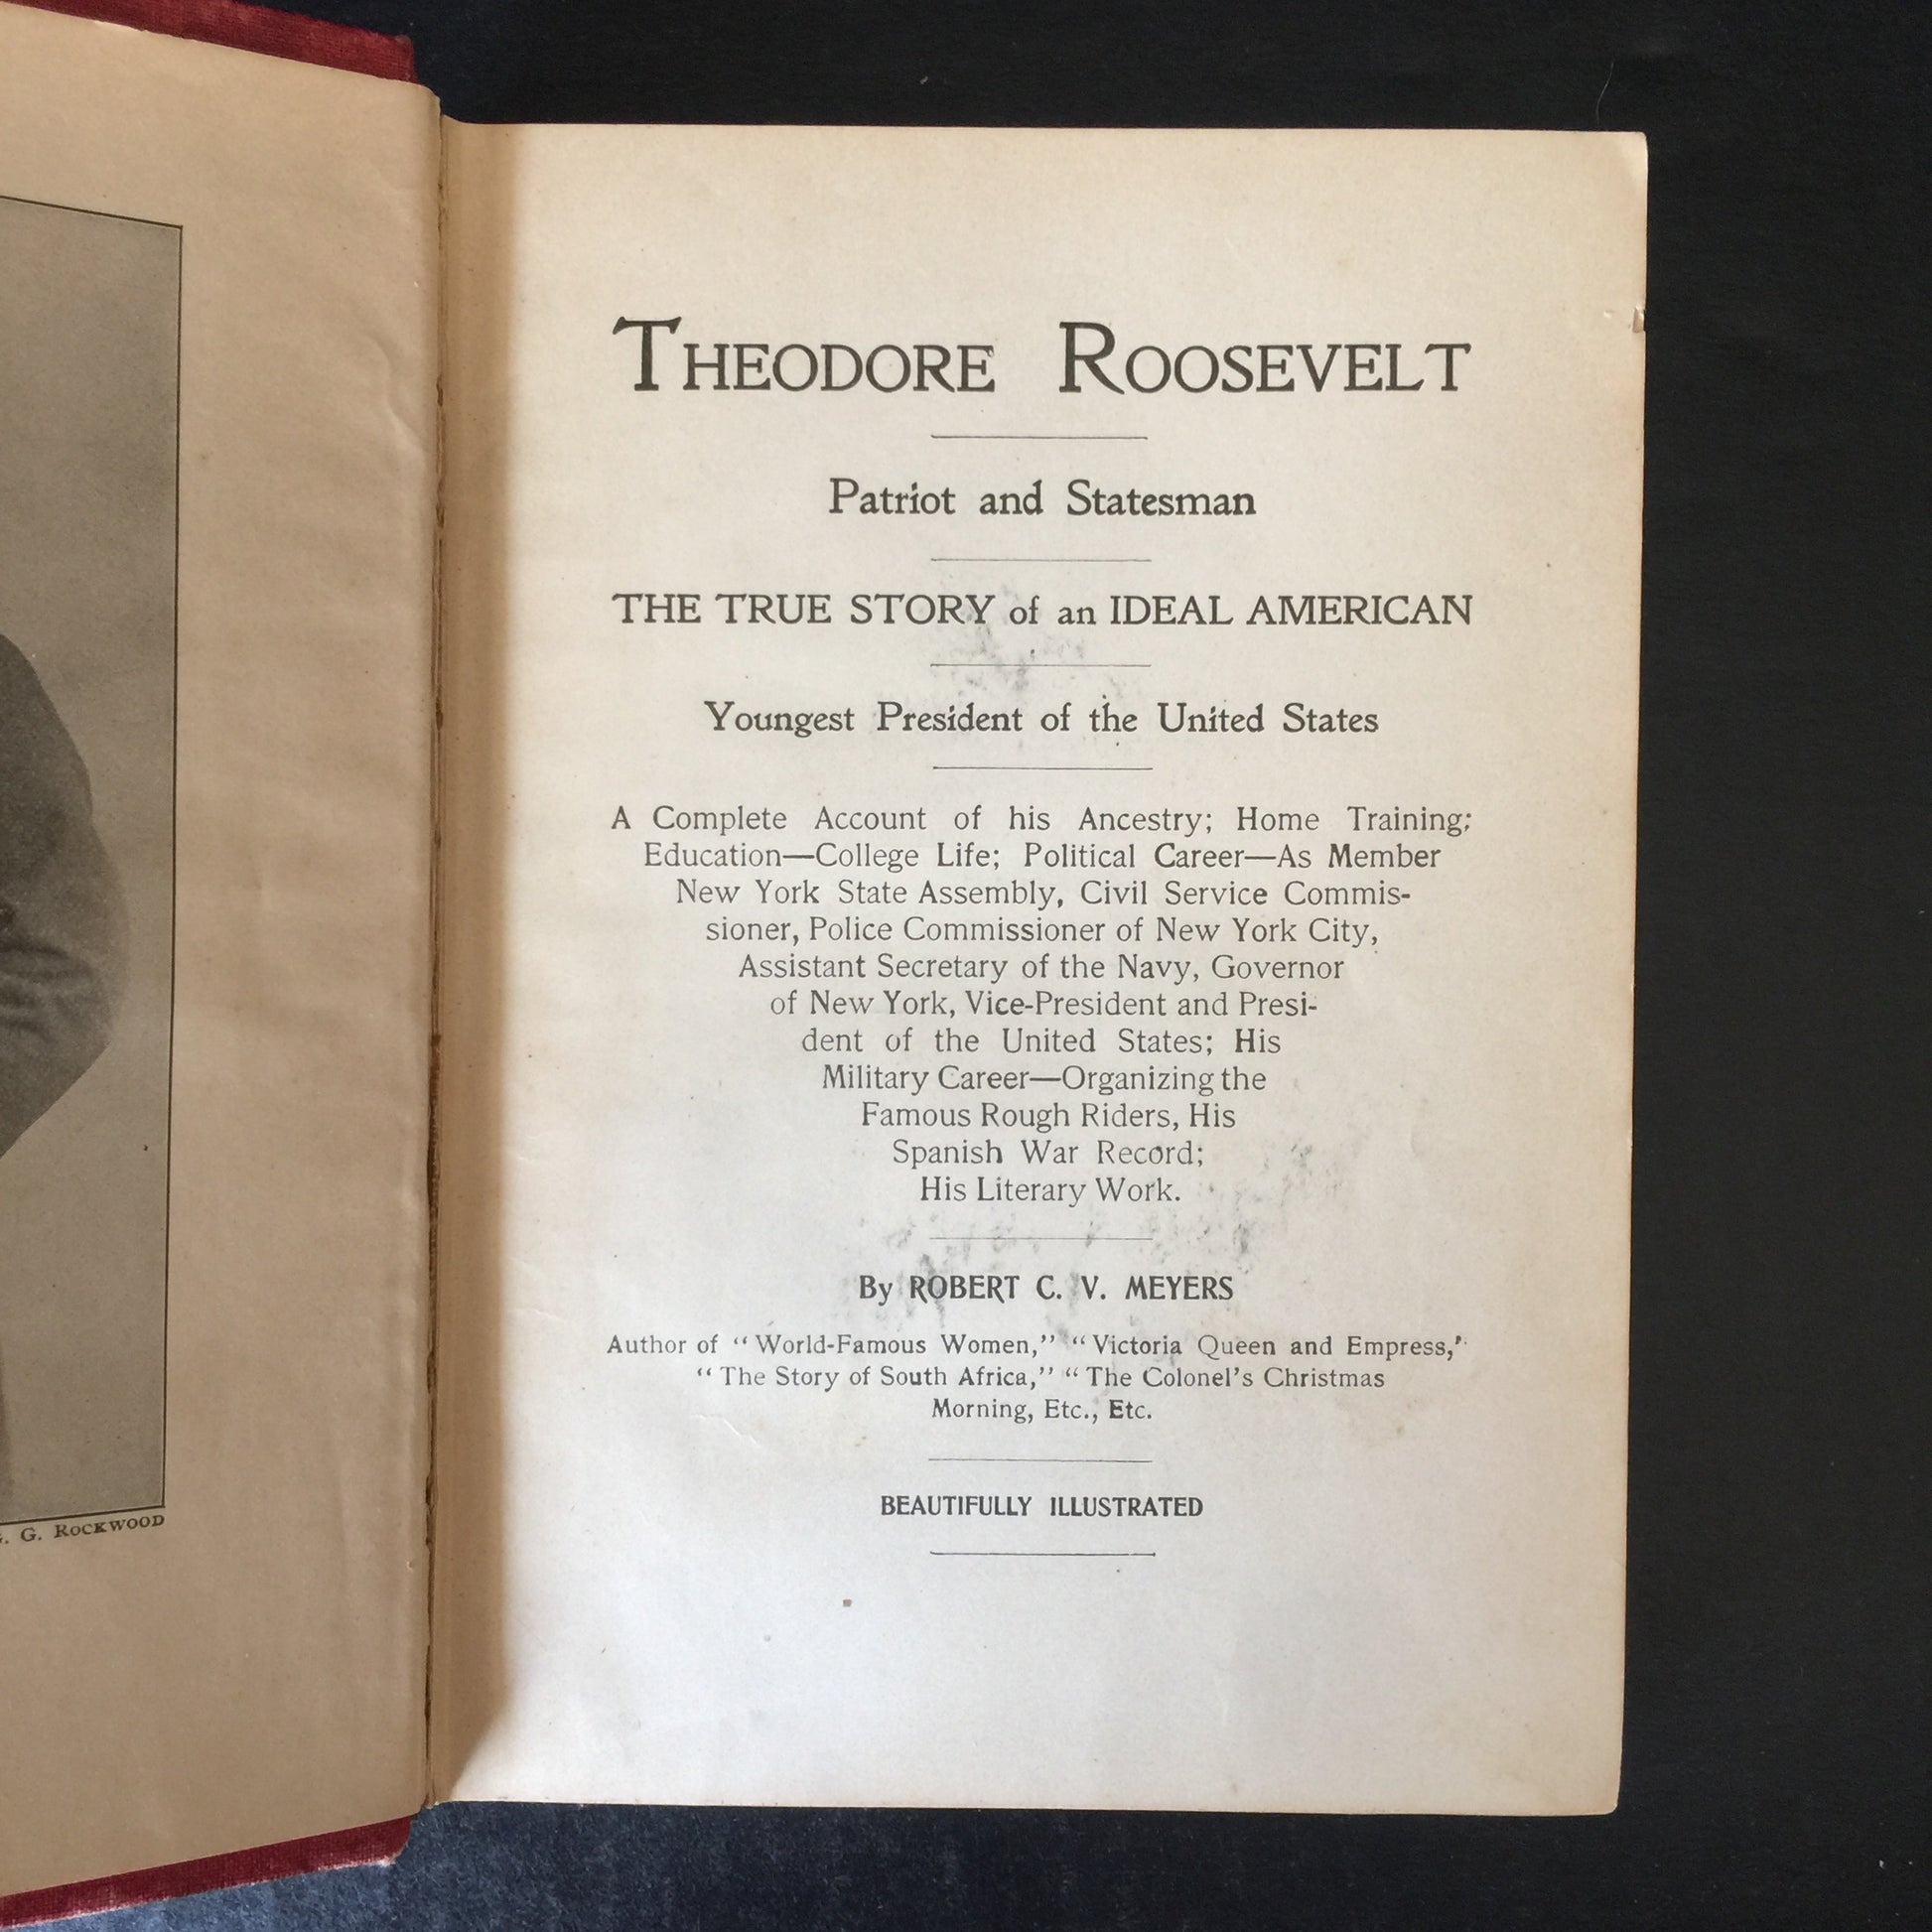 G. G. ROCKWOOD
THEODORE ROOSEVELT
Patriot and Statesman
THE TRUE STORY of an IDEAL AMERICAN
Youngest President of the United States
A Complete Account of his Ancestry; Home Training;
Education—College Life; Political Career—As Member
New York State Assembly, Civil Service Commis-
sioner, Police Commissioner of New York City,
Assistant Secretary of the Navy, Governor
of New York, Vice-President and Presi-
dent of the United States; His
Military Career—Organizing the
Famous Rough Riders, His
Spanish War Record;
His Literary Work.
By ROBERT C. V. MEYERS
Author of “World-Famous Women,” “Victoria Queen and Empress,’
“The Story of South Africa,” “The Colonel's Christmas
Morning, Etc., Etc.
BEAUTIFULLY ILLUSTRATED